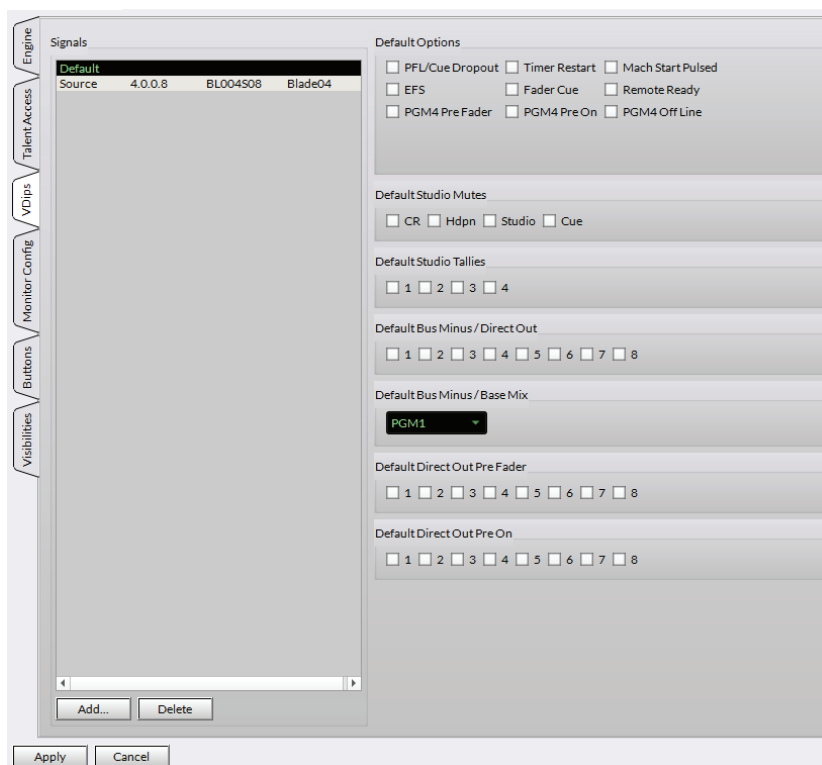 Engine
Talent Access
VDips
Monitor Config
Buttons
Visibilities
Signals
Default
Source 4.0.0.8 BL004S08 Blade04
Add... Delete
Default Options
PFL/Cue Dropout Timer Restart Mach Start Pulsed
EFS Fader Cue Remote Ready
PGM4 Pre Fader PGM4 Pre On PGM4 Off Line
Default Studio Mutes
CR Hdpn Studio Cue
Default Studio Tallies
1 2 3 4
Default Bus Minus / Direct Out
1 2 3 4 5 6 7 8
Default Bus Minus / Base Mix
PGM1
Default Direct Out Pre Fader
1 2 3 4 5 6 7 8
Default Direct Out Pre On
1 2 3 4 5 6 7 8
Apply Cancel